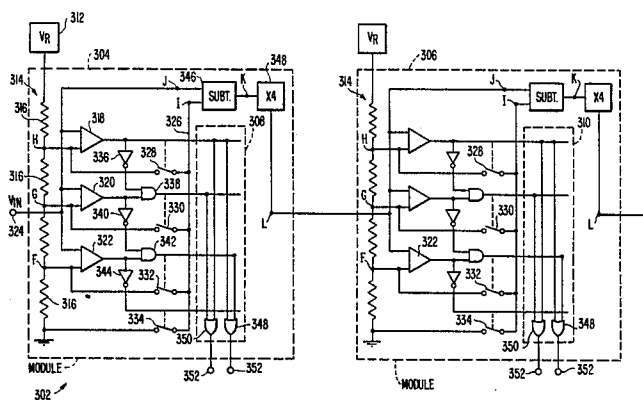 VR
312
304
348
314
J
346
K
316
I
SUBT.
X4
318
326
308
H
336
328
316
320
338
G
330
VIN
340
L
324
322
342
F
332
316
344
334
350
348
MODULE
352
352
302
VR
306
314
J
K
I
SUBT.
X4
310
H
328
G
330
L
322
F
332
334
350
348
MODULE
352
352